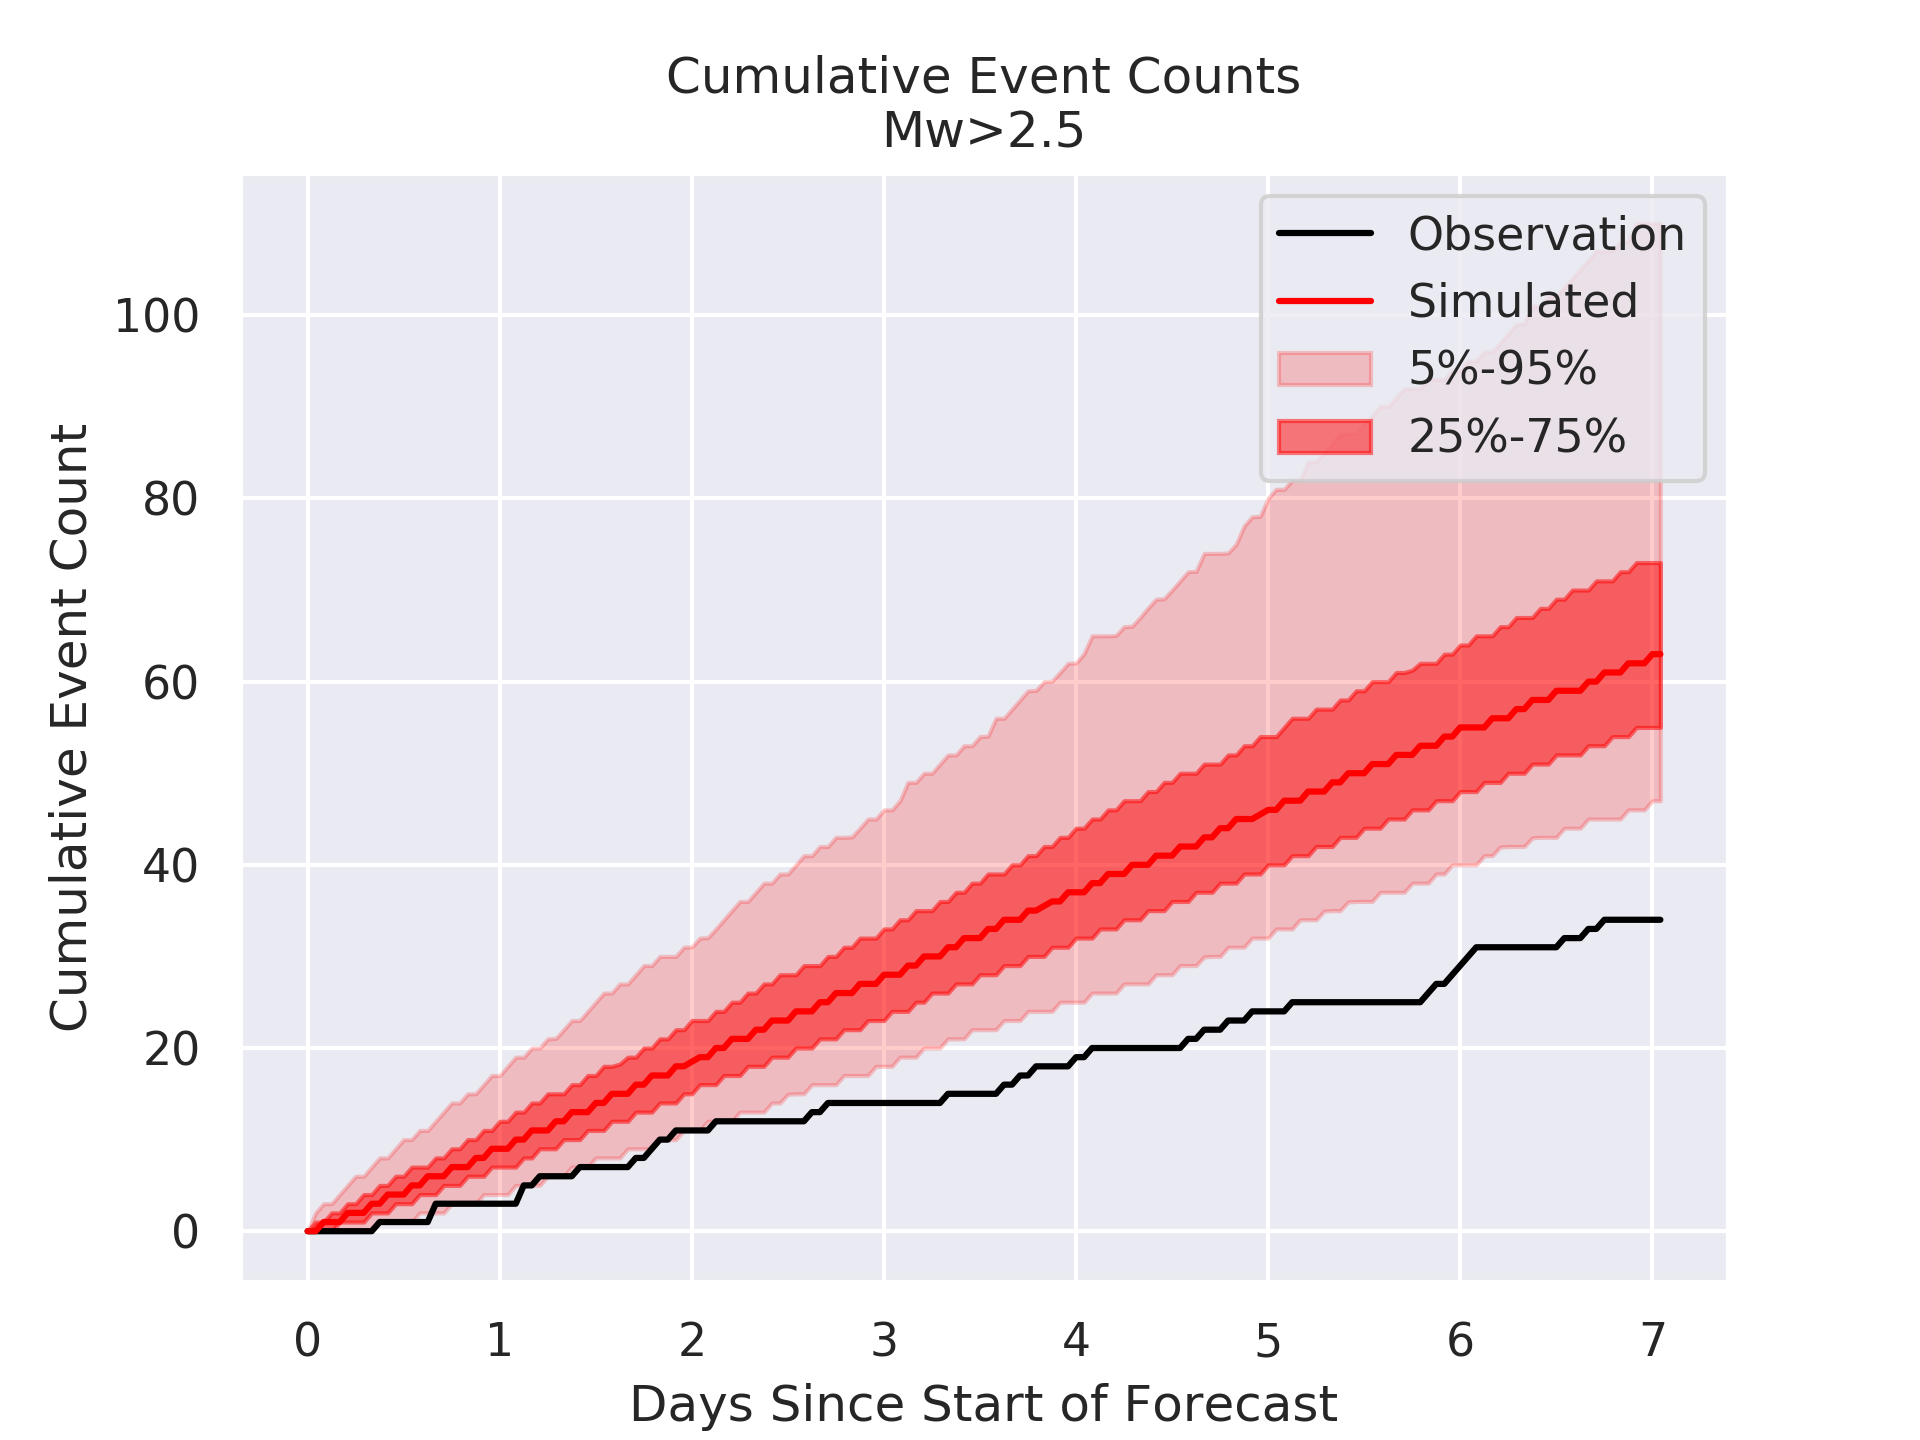 Cumulative Event Counts
Mw>2.5
Observation
Simulated
5%-95%
25%-75%
Cumulative Event Count
100
80
60
40
20
0
0 1 2 3 4 5 6 7
Days Since Start of Forecast